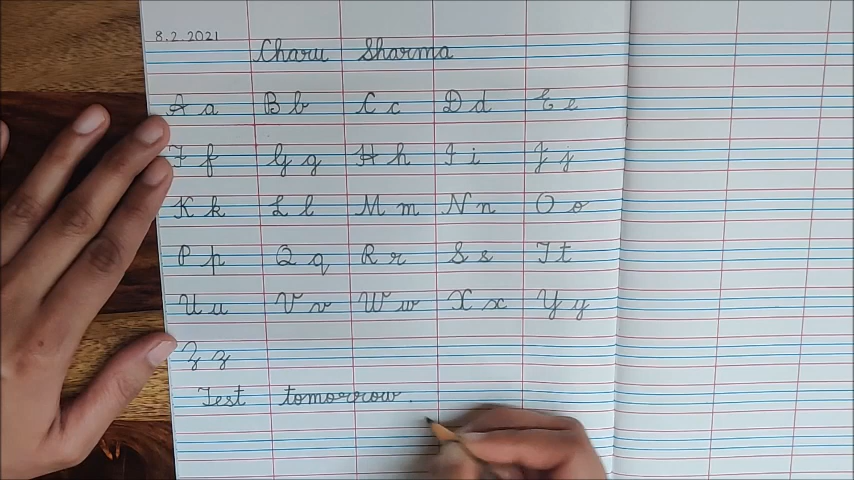 8.2.2021
Charu Sharma
A a B b C c D d E e
F f G g H h I i J j
K k L l M m N n O o
P p Q q R r S s T t
U u V v W w X x Y y
Z z
Test tomorrow.